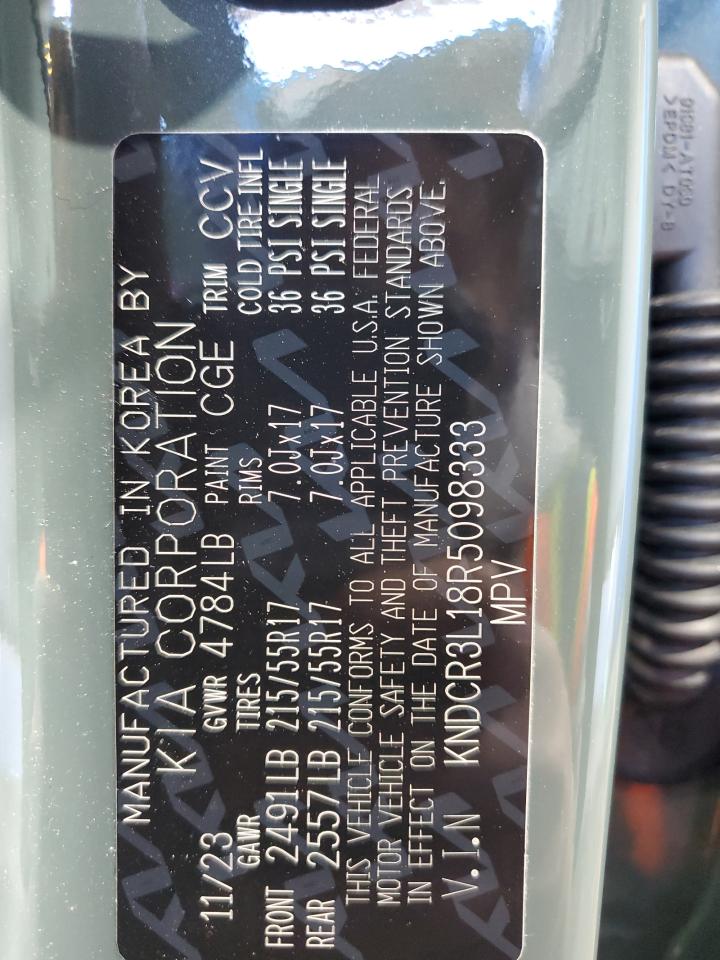 MANUFACTURED IN KOREA BY
KIA CORPORATION
11/23 GVWR 4784LB PAINT CGE TRIM CCV
GAWR TIRES RIMS COLD TIRE INFL
FRONT 2491LB 215/55R17 7.0Jx17 36 PSI SINGLE
REAR 2557LB 215/55R17 7.0Jx17 36 PSI SINGLE
THIS VEHICLE CONFORMS TO ALL APPLICABLE U.S.A. FEDERAL
MOTOR VEHICLE SAFETY AND THEFT PREVENTION STANDARDS
IN EFFECT ON THE DATE OF MANUFACTURE SHOWN ABOVE.
V.I.N KNDCR3L18R5098333
MPV
>EPDM< DY-8